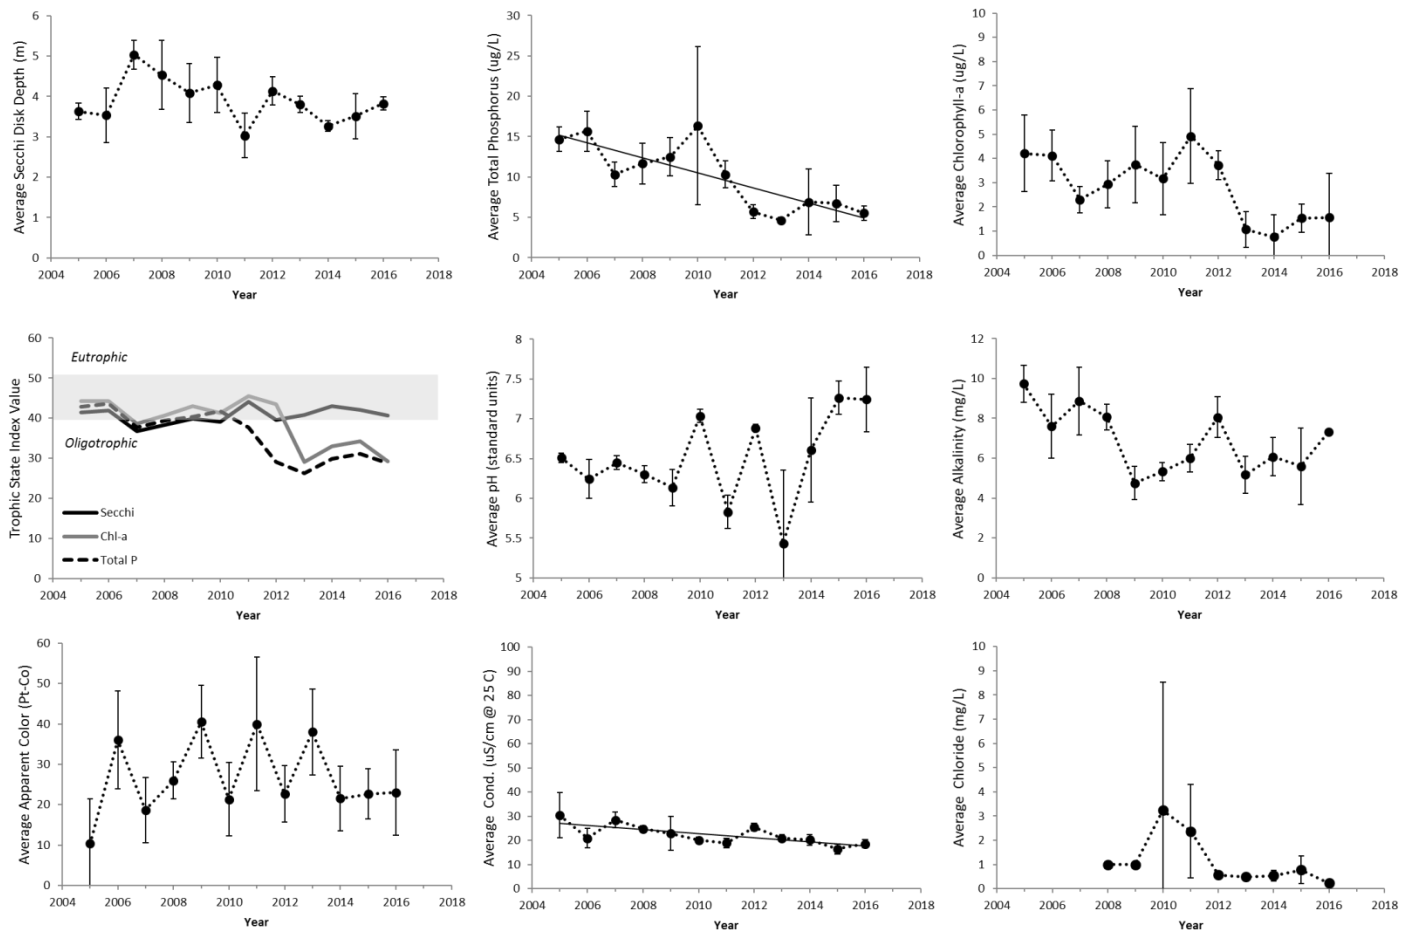 Average Secchi Disk Depth (m)
6
5
4
3
2
1
0
2004 2006 2008 2010 2012 2014 2016 2018
Year
Average Total Phosphorus (ug/L)
30
25
20
15
10
5
0
2004 2006 2008 2010 2012 2014 2016 2018
Year
Average Chlorophyll-a (ug/L)
10
9
8
7
6
5
4
3
2
1
0
2004 2006 2008 2010 2012 2014 2016 2018
Year
Trophic State Index Value
60
50
40
30
20
10
0
Eutrophic
Oligotrophic
Secchi
Chl-a
Total P
2004 2006 2008 2010 2012 2014 2016 2018
Year
Average pH (standard units)
8
7.5
7
6.5
6
5.5
5
2004 2006 2008 2010 2012 2014 2016 2018
Year
Average Alkalinity (mg/L)
12
10
8
6
4
2
0
2004 2006 2008 2010 2012 2014 2016 2018
Year
Average Apparent Color (Pt-Co)
60
50
40
30
20
10
0
2004 2006 2008 2010 2012 2014 2016 2018
Year
Average Cond. (uS/cm @ 25 C)
100
90
80
70
60
50
40
30
20
10
0
2004 2006 2008 2010 2012 2014 2016 2018
Year
Average Chloride (mg/L)
10
9
8
7
6
5
4
3
2
1
0
2004 2006 2008 2010 2012 2014 2016 2018
Year